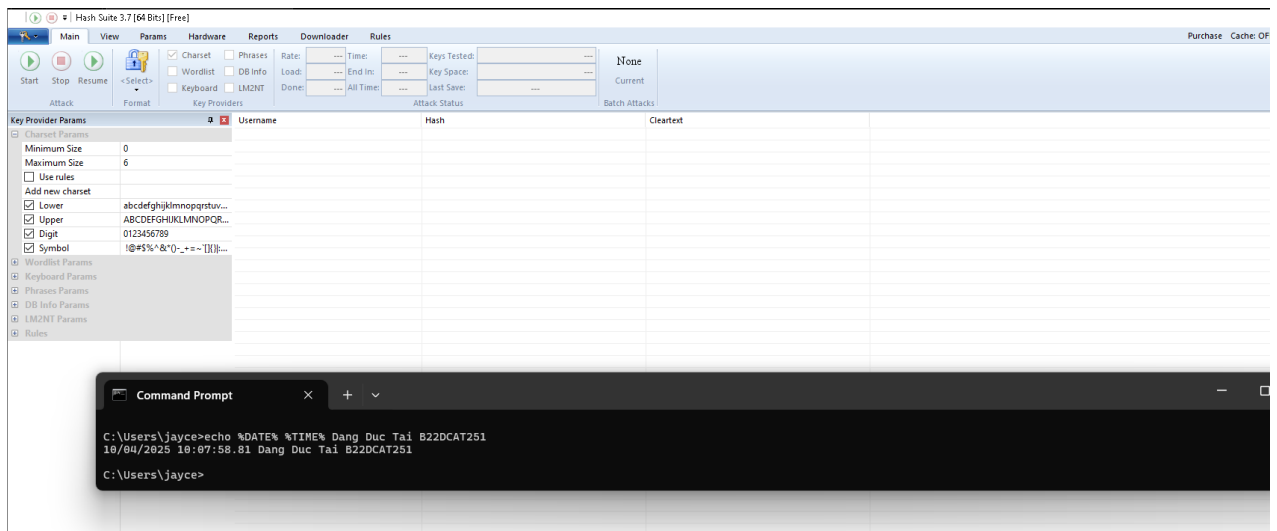 Hash Suite 3.7 [64 Bits] [Free]
Main View Params Hardware Reports Downloader Rules Purchase Cache: OF
Charset Phrases Rate: --- Time: --- Keys Tested: --- None
Wordlist DB Info Load: --- End In: --- Key Space: ---
Start Stop Resume <Select> Keyboard LM2NT Done: --- All Time: --- Last Save: --- Current
Attack Format Key Providers Attack Status Batch Attacks
Key Provider Params Username Hash Cleartext
Charset Params
Minimum Size 0
Maximum Size 6
Use rules
Add new charset
Lower abcdefghijklmnopqrstuv...
Upper ABCDEFGHIJKLMNOPQR...
Digit 0123456789
Symbol !@#$%^&*()-_+=~`[]{}|:...
Wordlist Params
Keyboard Params
Phrases Params
DB Info Params
LM2NT Params
Rules
Command Prompt
C:\Users\jayce>echo %DATE% %TIME% Dang Duc Tai B22DCAT251
10/04/2025 10:07:58.81 Dang Duc Tai B22DCAT251
C:\Users\jayce>